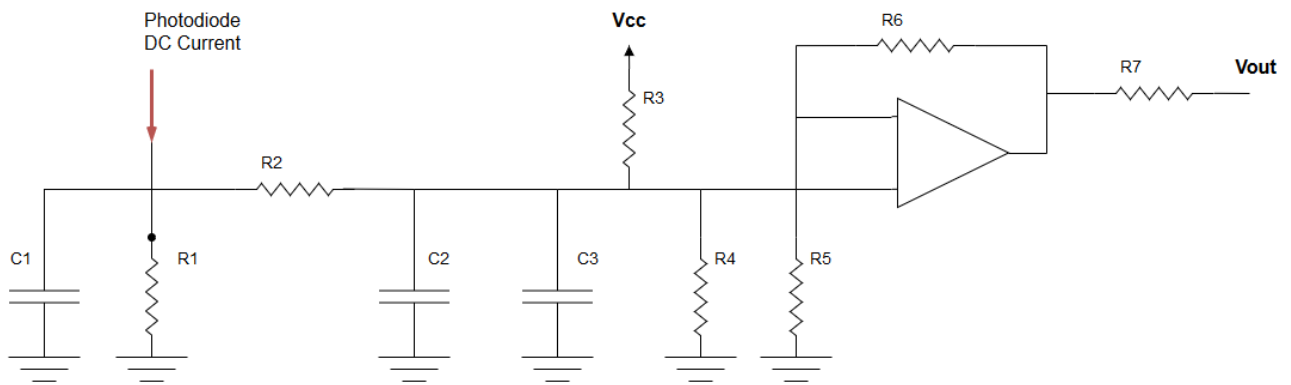 Photodiode
DC Current
Vcc
R6
R7
Vout
R3
R2
C1
R1
C2
C3
R4
R5